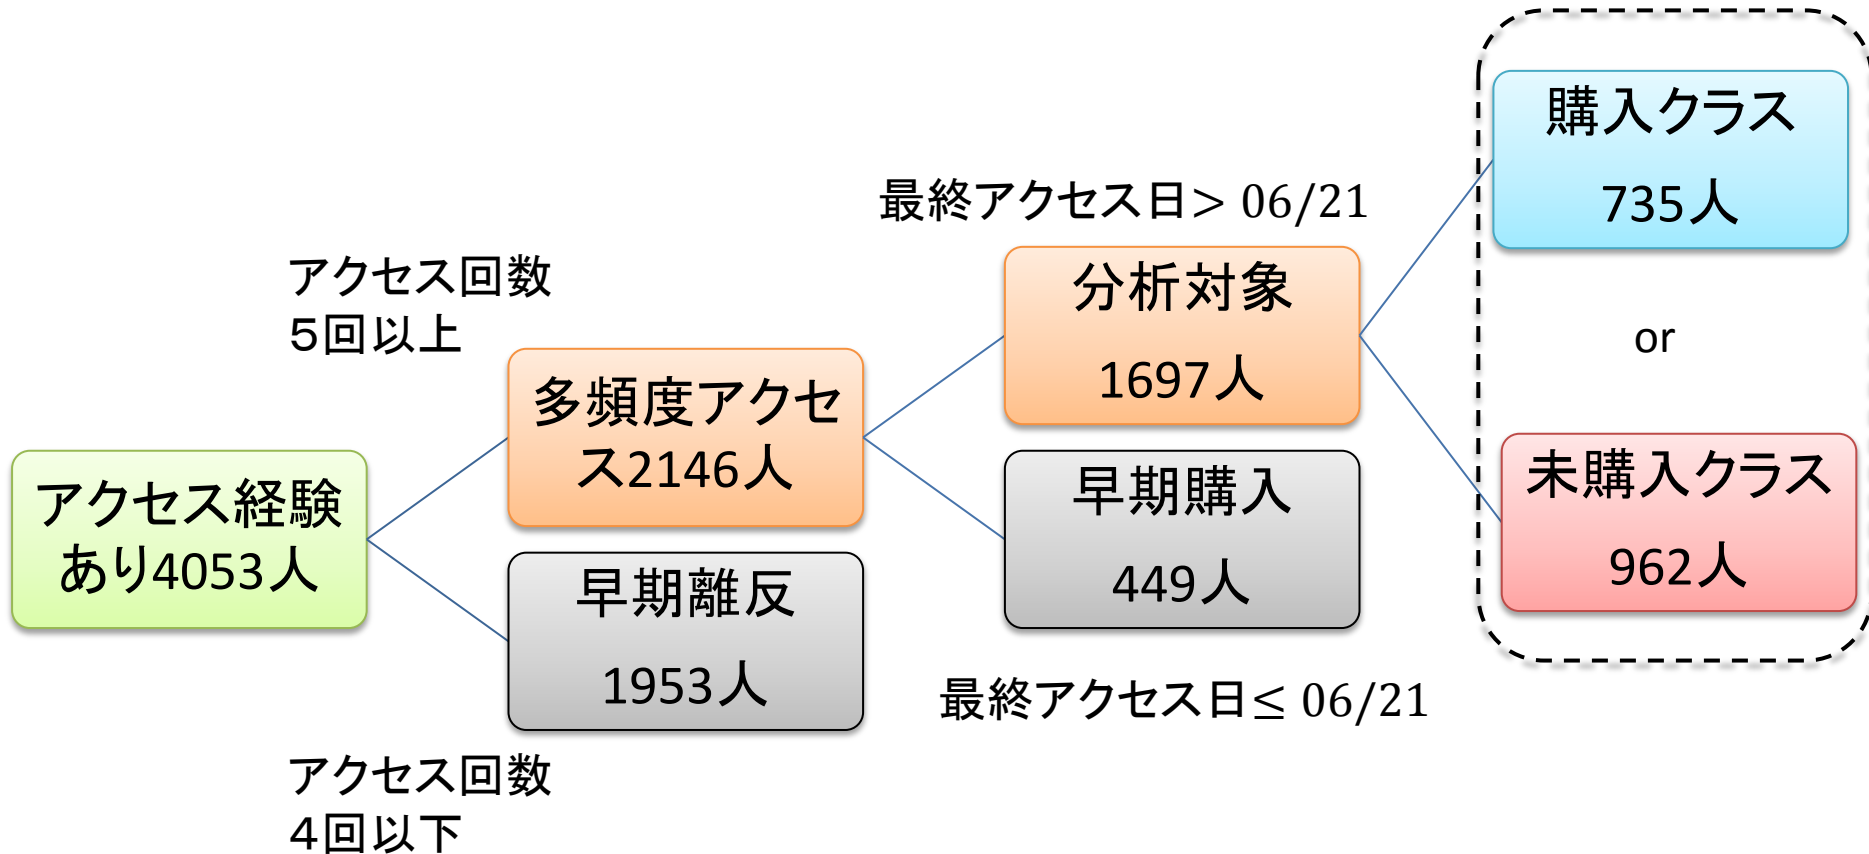 アクセス経験
あり4053人
アクセス回数
５回以上
多頻度アクセ
ス2146人
早期離反
1953人
アクセス回数
４回以下
最終アクセス日> 06/21
分析対象
1697人
早期購入
449人
最終アクセス日≤ 06/21
購入クラス
735人
or
未購入クラス
962人